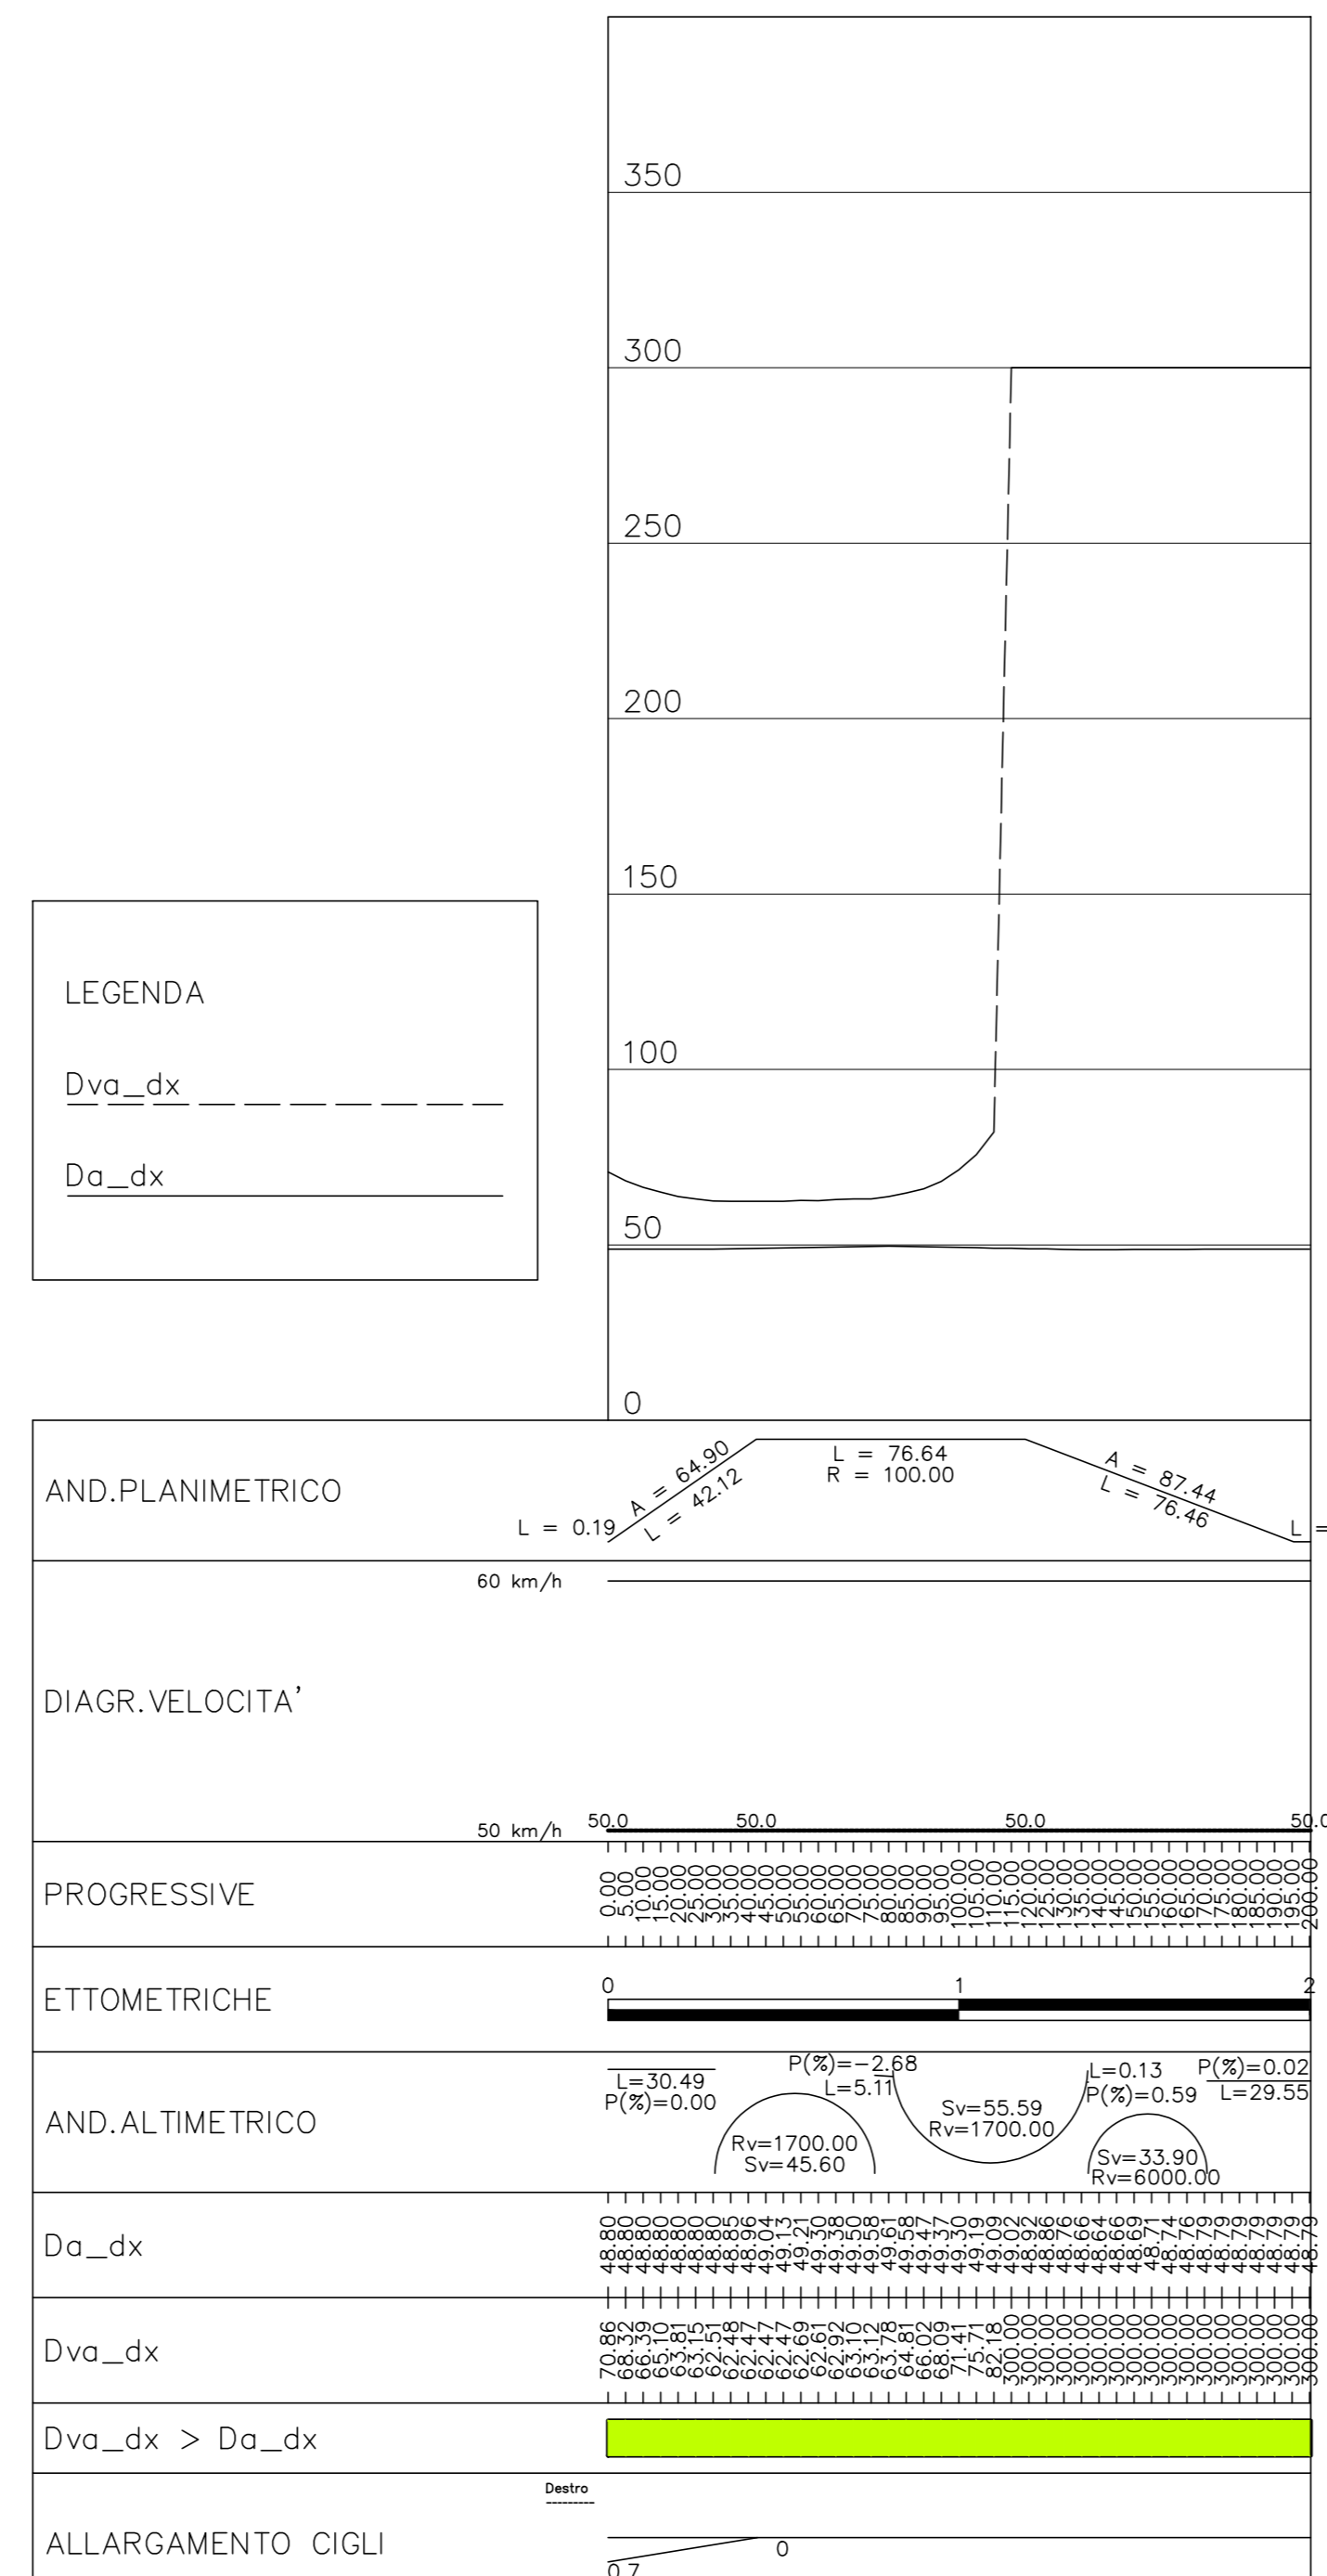 350
300
250
200
150
100
50
0
LEGENDA
Dva_dx
Da_dx
AND.PLANIMETRICO
L = 0.19
A = 64.90
L = 42.12
L = 76.64
R = 100.00
A = 87.44
L = 76.46
L =
DIAGR.VELOCITA'
60 km/h
50 km/h
50.0 50.0 50.0 50.0
PROGRESSIVE
0.00 5.00 10.00 15.00 20.00 25.00 30.00 35.00 40.00 45.00 50.00 55.00 60.00 65.00 70.00 75.00 80.00 85.00 90.00 95.00 100.00 105.00 110.00 115.00 120.00 125.00 130.00 135.00 140.00 145.00 150.00 155.00 160.00 165.00 170.00 175.00 180.00 185.00 190.00 195.00 200.00
ETTOMETRICHE
0 1 2
AND.ALTIMETRICO
L=30.49
P(%)=0.00
Rv=1700.00
Sv=45.60
P(%)=-2.68
L=5.11
Sv=55.59
Rv=1700.00
L=0.13
P(%)=0.59
Sv=33.90
Rv=6000.00
P(%)=0.02
L=29.55
Da_dx
48.80 48.80 48.80 48.80 48.80 48.80 48.80 48.85 48.96 49.04 49.13 49.21 49.30 49.38 49.50 49.58 49.61 49.58 49.47 49.37 49.30 49.19 49.09 49.02 48.92 48.86 48.76 48.66 48.64 48.66 48.69 48.71 48.74 48.76 48.79 48.79 48.79 48.79 48.79 48.79 48.79
Dva_dx
70.86 68.32 66.39 65.10 63.81 63.15 62.51 62.48 62.47 62.47 62.47 62.69 62.61 62.92 63.10 63.12 63.78 64.81 66.02 68.09 71.41 75.71 82.18 300.00 300.00 300.00 300.00 300.00 300.00 300.00 300.00 300.00 300.00 300.00 300.00 300.00 300.00 300.00 300.00 300.00 300.00
Dva_dx > Da_dx
Destro
ALLARGAMENTO CIGLI
0
0.7